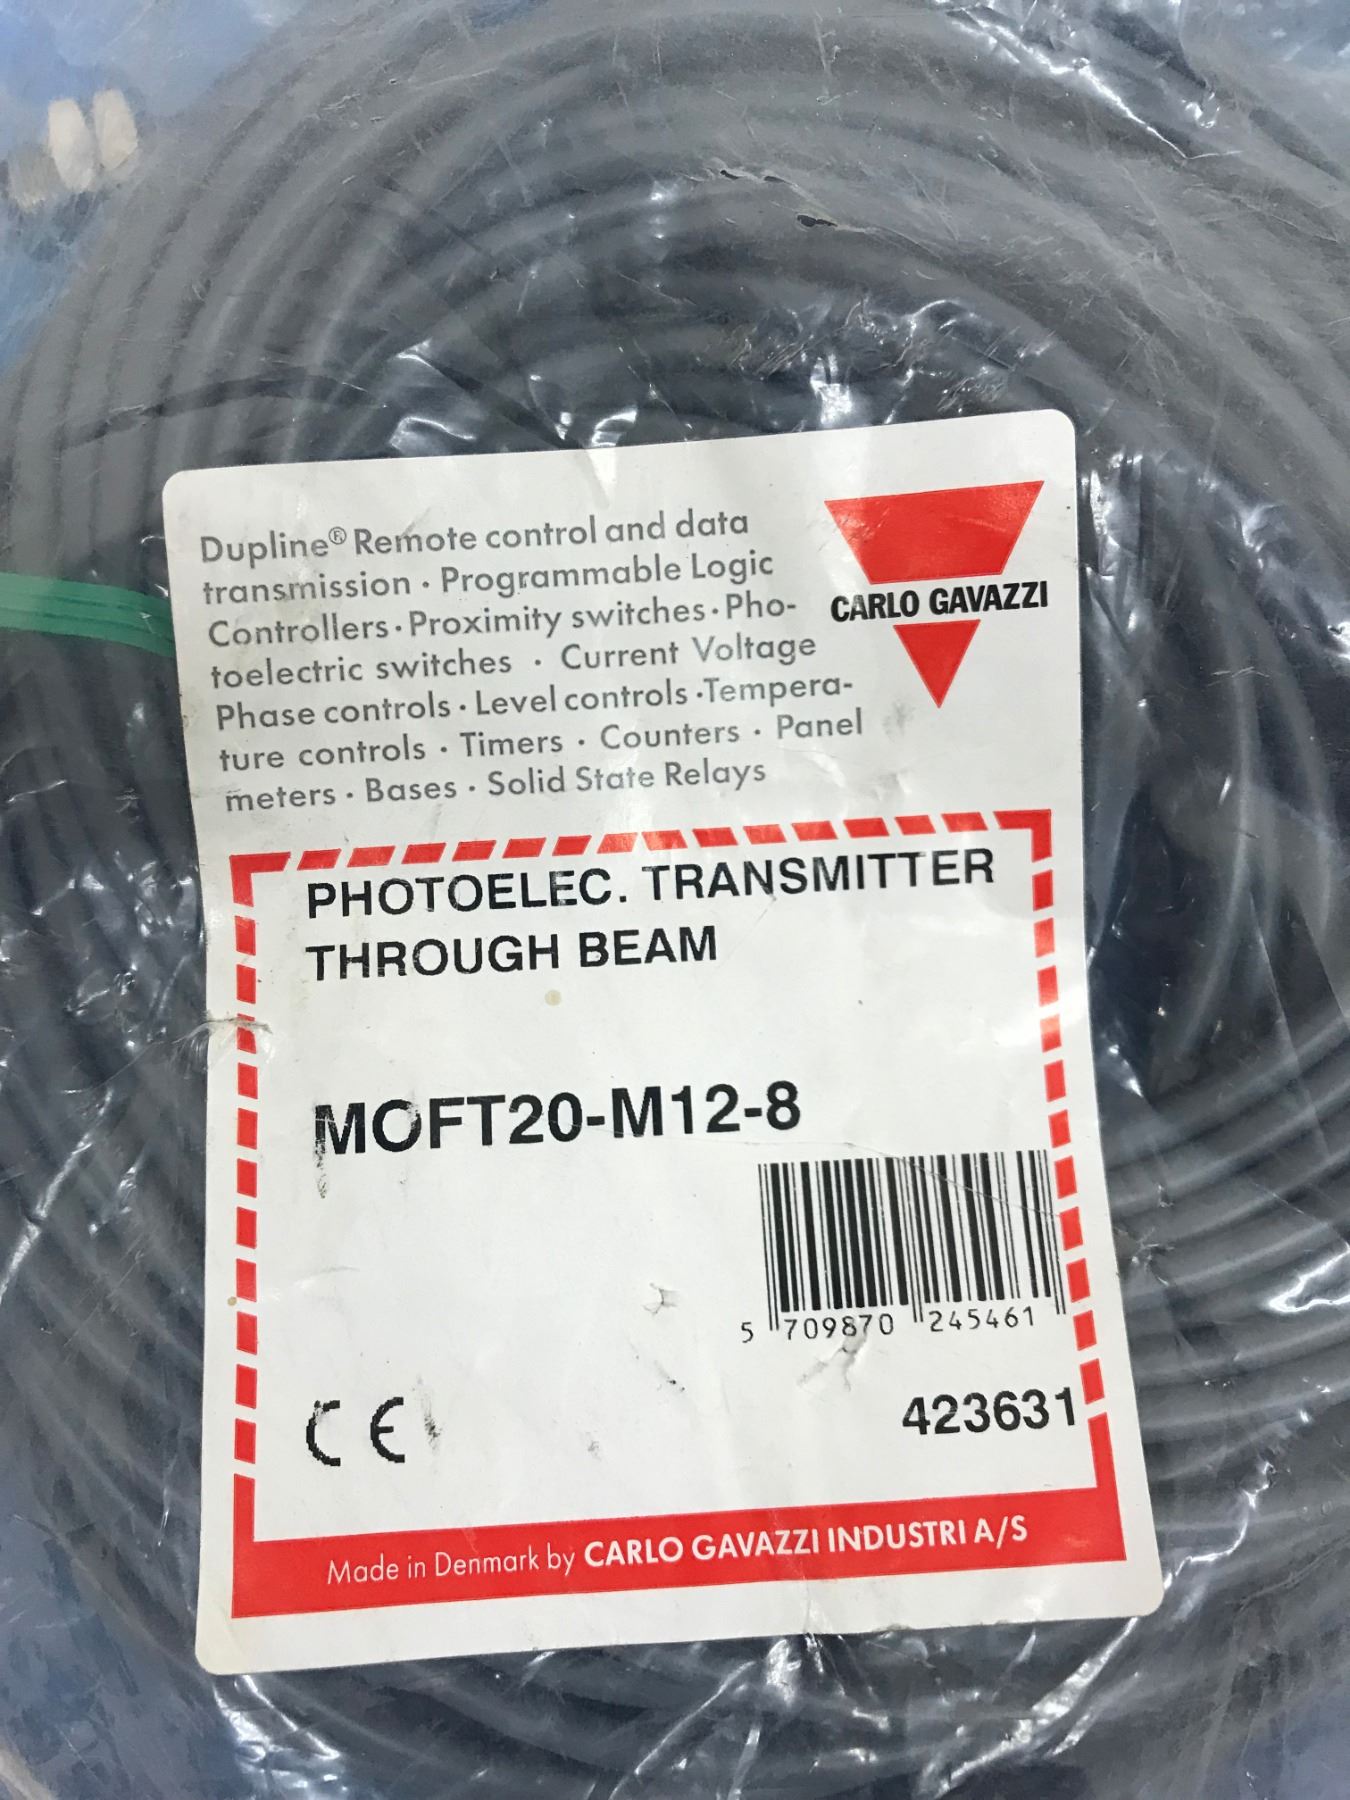 Dupline® Remote control and data
transmission · Programmable Logic
Controllers · Proximity switches · Pho-
toelectric switches · Current Voltage
Phase controls · Level controls · Tempera-
ture controls · Timers · Counters · Panel
meters · Bases · Solid State Relays
CARLO GAVAZZI
PHOTOELEC. TRANSMITTER
THROUGH BEAM
MOFT20-M12-8
5 709870 245461
CE
423631
Made in Denmark by CARLO GAVAZZI INDUSTRI A/S